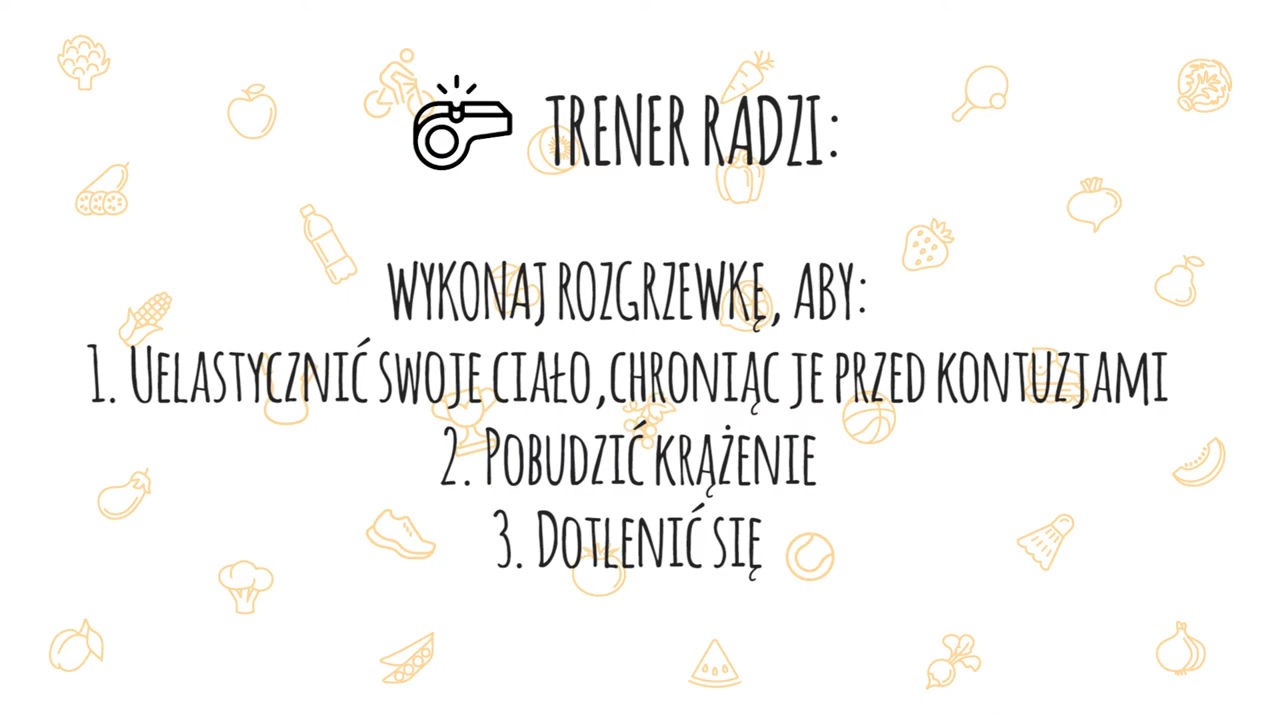 TRENER RADZI:
WYKONAJ ROZGRZEWKĘ, ABY:
1. UELASTYCZNIĆ SWOJE CIAŁO,CHRONIĄC JE PRZED KONTUZJAMI
2. POBUDZIĆ KRĄŻENIE
3. DOTLENIĆ SIĘ